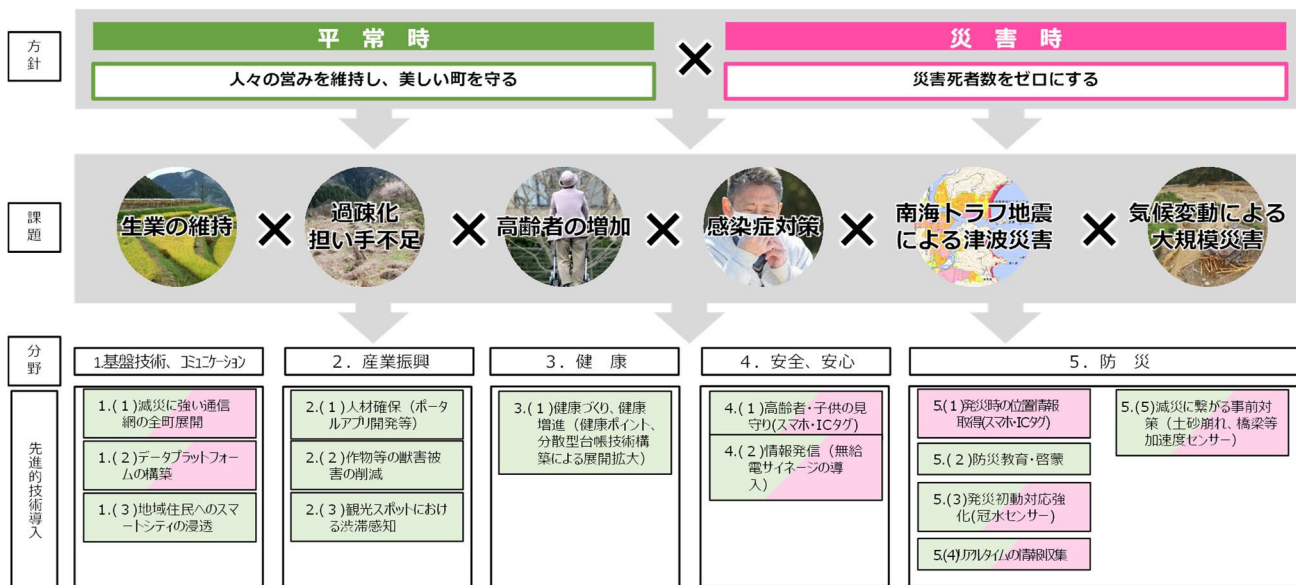 方
針
平 常 時
人々の営みを維持し、美しい町を守る
×
災 害 時
災害死者数をゼロにする
課
題
生業の維持
×
過疎化
担い手不足
×
高齢者の増加
×
感染症対策
×
南海トラフ地震
による津波災害
×
気候変動による
大規模災害
分
野
1.基盤技術、コミュニケーション
2．産業振興
3．健 康
4．安全、安心
5．防 災
先進的技術導入
1.(1)減災に強い通信
網の全町展開
1.(2)データプラットフォー
ムの構築
1.(3)地域住民へのスマ
ートシティの浸透
2.(1)人材確保（ポータ
ルアプリ開発等）
2.(2)作物等の獣害被
害の削減
2.(3)観光スポットにおけ
る渋滞感知
3.(1)健康づくり、健康
増進（健康ポイント、
分散型台帳技術構
築による展開拡大）
4.(1)高齢者・子供の見
守り(スマホ・ICタグ)
4.(2)情報発信（無給
電サイネージの導
入）
5.(1)発災時の位置情報
取得(スマホ・ICタグ)
5.(2)防災教育・啓蒙
5.(3)発災初動対応強
化(冠水センサー)
5.(4)リアルタイムの情報収集
5.(5)減災に繋がる事前対
策（土砂崩れ、橋梁等
加速度センサー）